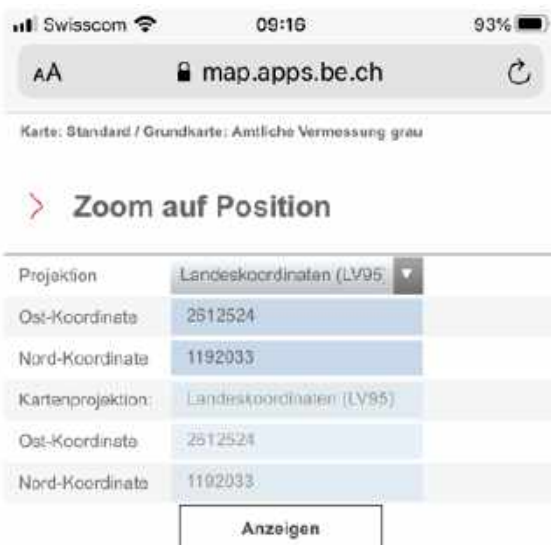 Swisscom 09:16 93%
AA map.apps.be.ch
Karte: Standard / Grundkarte: Amtliche Vermessung grau
Zoom auf Position
Projektion Landeskoordinaten (LV95)
Ost-Koordinate 2612524
Nord-Koordinate 1192033
Kartenprojektion: Landeskoordinaten (LV95)
Ost-Koordinate 2612524
Nord-Koordinate 1192033
Anzeigen